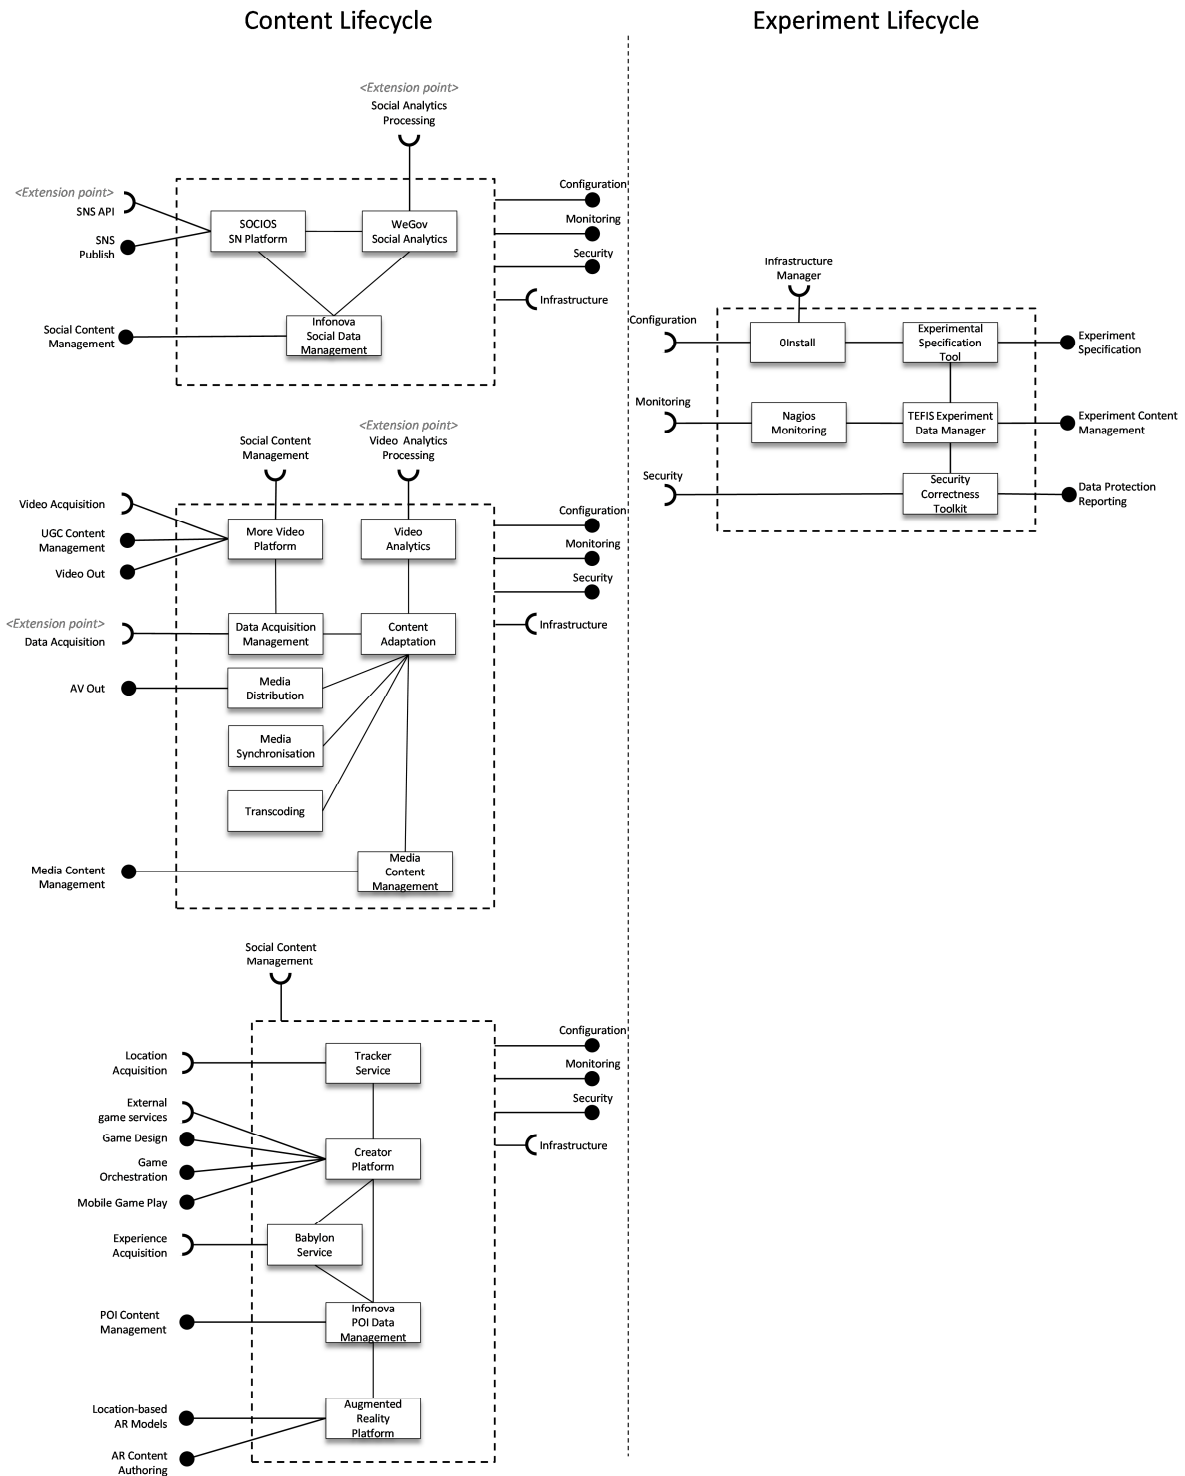 Content Lifecycle
Experiment Lifecycle
<Extension point>
Social Analytics
Processing
<Extension point>
SNS API
SNS
Publish
Social Content
Management
SOCIOS
SN Platform
WeGov
Social Analytics
Infonova
Social Data
Management
Configuration
Monitoring
Security
Infrastructure
Infrastructure
Manager
Configuration
Monitoring
Security
0Install
Experimental
Specification
Tool
Nagios
Monitoring
TEFIS Experiment
Data Manager
Security
Correctness
Toolkit
Experiment
Specification
Experiment Content
Management
Data Protection
Reporting
Social Content
Management
<Extension point>
Video Analytics
Processing
Video Acquisition
UGC Content
Management
Video Out
<Extension point>
Data Acquisition
AV Out
Media Content
Management
More Video
Platform
Video
Analytics
Data Acquisition
Management
Content
Adaptation
Media
Distribution
Media
Synchronisation
Transcoding
Media
Content
Management
Configuration
Monitoring
Security
Infrastructure
Social Content
Management
Location
Acquisition
External
game services
Game Design
Game
Orchestration
Mobile Game Play
Experience
Acquisition
POI Content
Management
Location-based
AR Models
AR Content
Authoring
Tracker
Service
Creator
Platform
Babylon
Service
Infonova
POI Data
Management
Augmented
Reality
Platform
Configuration
Monitoring
Security
Infrastructure